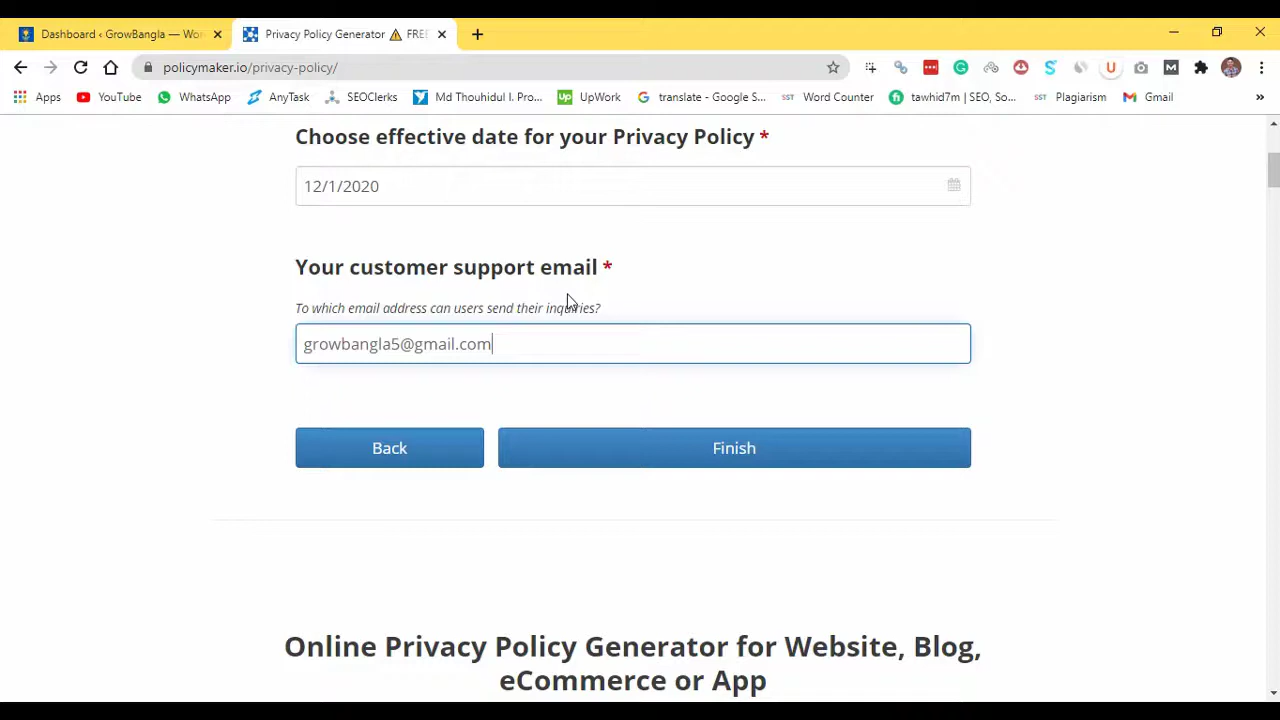 Dashboard ‹ GrowBangla — Wor
Privacy Policy Generator ⚠ FREE
policymaker.io/privacy-policy/
Apps YouTube WhatsApp AnyTask SEOClerks Md Thouhidul I. Pro... UpWork translate - Google S... Word Counter tawhid7m | SEO, So... Plagiarism Gmail »
Choose effective date for your Privacy Policy *
12/1/2020
Your customer support email *
To which email address can users send their inquiries?
growbangla5@gmail.com
Back Finish
Online Privacy Policy Generator for Website, Blog,
eCommerce or App